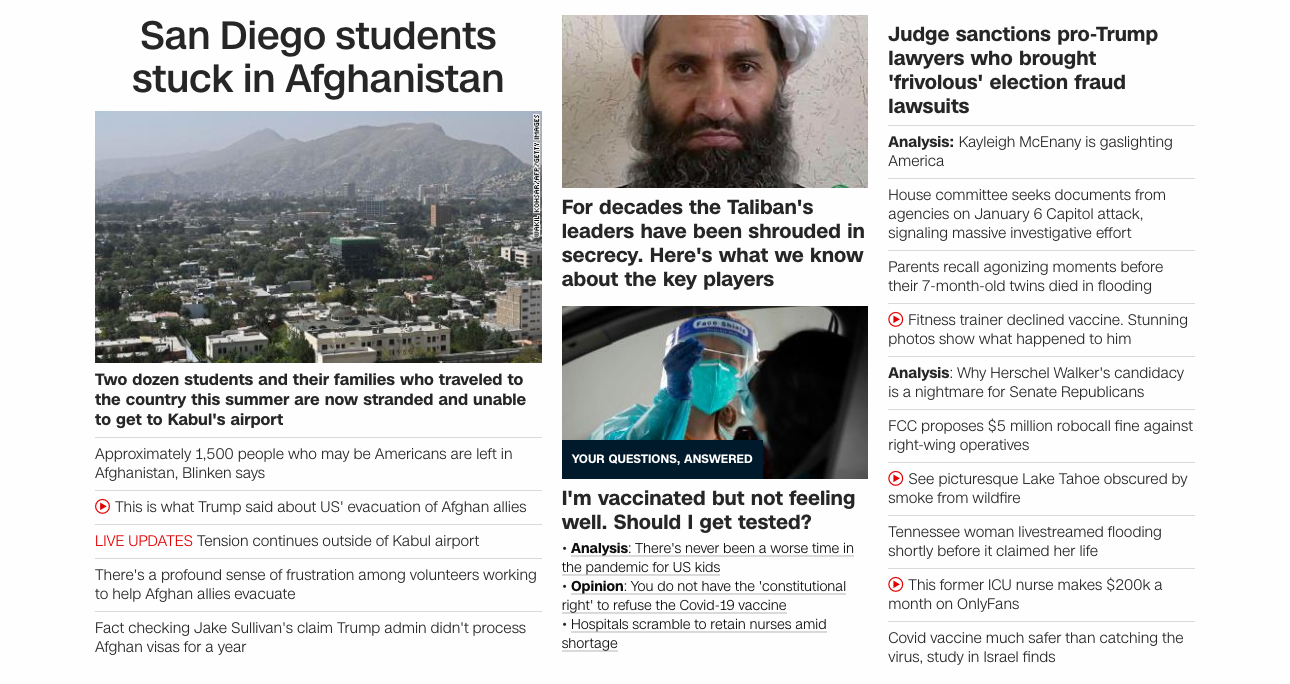 San Diego students
stuck in Afghanistan
WAKIL KOHSAR/AFP/GETTY IMAGES
Two dozen students and their families who traveled to
the country this summer are now stranded and unable
to get to Kabul's airport
Approximately 1,500 people who may be Americans are left in
Afghanistan, Blinken says
This is what Trump said about US' evacuation of Afghan allies
LIVE UPDATES Tension continues outside of Kabul airport
There's a profound sense of frustration among volunteers working
to help Afghan allies evacuate
Fact checking Jake Sullivan's claim Trump admin didn't process
Afghan visas for a year
For decades the Taliban's
leaders have been shrouded in
secrecy. Here's what we know
about the key players
Face Shield
YOUR QUESTIONS, ANSWERED
I'm vaccinated but not feeling
well. Should I get tested?
• Analysis: There's never been a worse time in
the pandemic for US kids
• Opinion: You do not have the 'constitutional
right' to refuse the Covid-19 vaccine
• Hospitals scramble to retain nurses amid
shortage
Judge sanctions pro-Trump
lawyers who brought
'frivolous' election fraud
lawsuits
Analysis: Kayleigh McEnany is gaslighting
America
House committee seeks documents from
agencies on January 6 Capitol attack,
signaling massive investigative effort
Parents recall agonizing moments before
their 7-month-old twins died in flooding
Fitness trainer declined vaccine. Stunning
photos show what happened to him
Analysis: Why Herschel Walker's candidacy
is a nightmare for Senate Republicans
FCC proposes $5 million robocall fine against
right-wing operatives
See picturesque Lake Tahoe obscured by
smoke from wildfire
Tennessee woman livestreamed flooding
shortly before it claimed her life
This former ICU nurse makes $200k a
month on OnlyFans
Covid vaccine much safer than catching the
virus, study in Israel finds